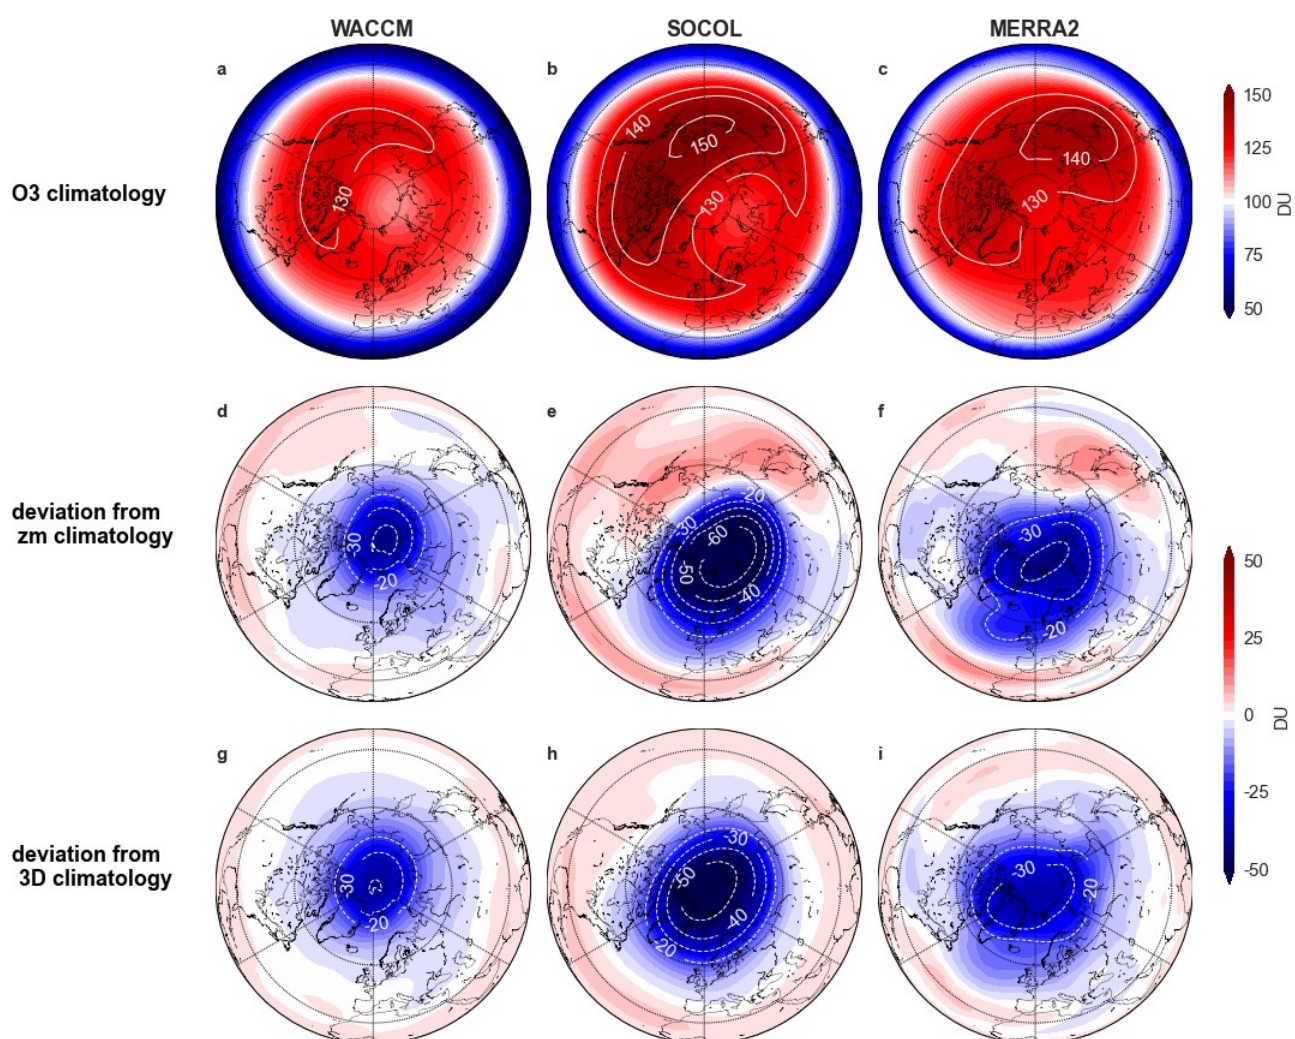 WACCM SOCOL MERRA2
a b c
O3 climatology
130
140 150 130
140 130
150 125 100 75 50 DU
d e f
deviation from
zm climatology
-30 -20
-20 -30 -60 -50 -40
-30 -20
g h i
deviation from
3D climatology
-30 -20
-30 -50 -40 -20
-30 -20
50 25 0 -25 -50 DU